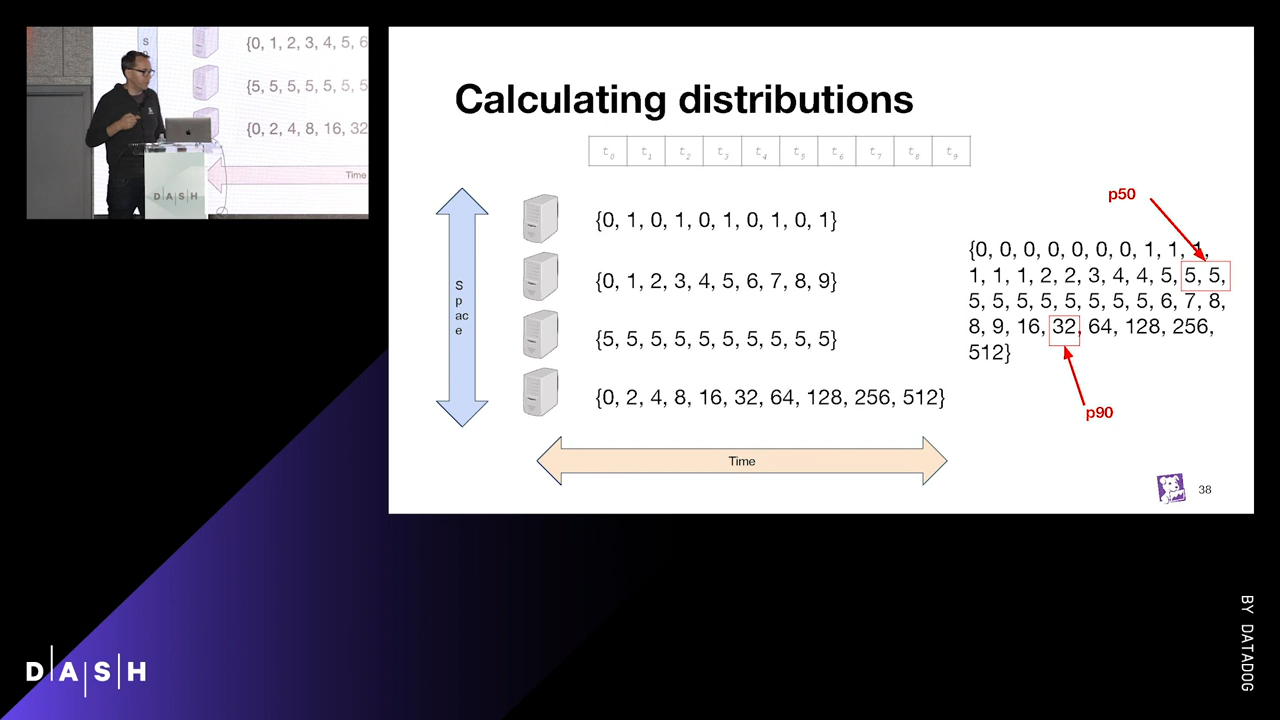 S
{0, 1, 2, 3, 4, 5, 6
{5, 5, 5, 5, 5, 5, 5
{0, 2, 4, 8, 16, 32
Time
D|A|S|H
Calculating distributions
t0 t1 t2 t3 t4 t5 t6 t7 t8 t9
p50
{0, 1, 0, 1, 0, 1, 0, 1, 0, 1}
{0, 1, 2, 3, 4, 5, 6, 7, 8, 9}
{5, 5, 5, 5, 5, 5, 5, 5, 5, 5}
{0, 2, 4, 8, 16, 32, 64, 128, 256, 512}
S
p
ac
e
{0, 0, 0, 0, 0, 0, 0, 1, 1, 1,
1, 1, 1, 2, 2, 3, 4, 4, 5, 5, 5,
5, 5, 5, 5, 5, 5, 5, 5, 6, 7, 8,
8, 9, 16, 32, 64, 128, 256,
512}
p90
Time
38
D|A|S|H
BY DATADOG